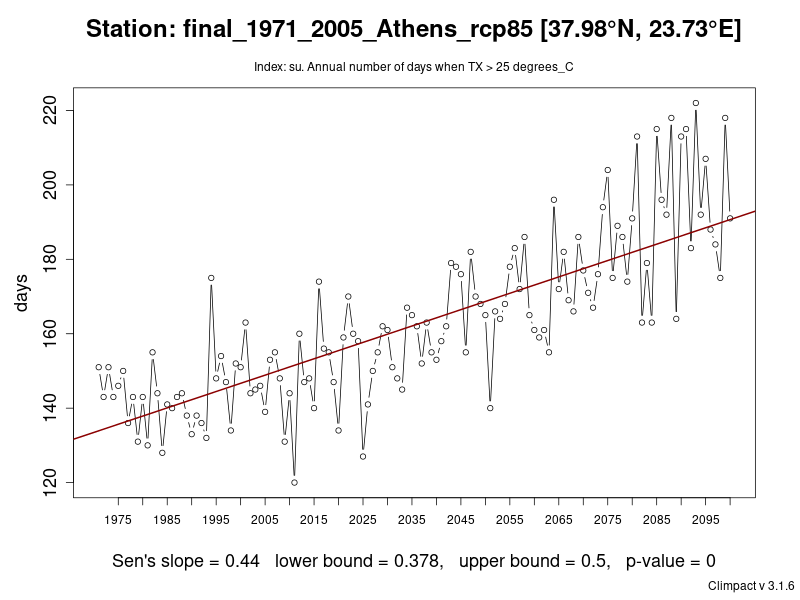 Station: final_1971_2005_Athens_rcp85 [37.98°N, 23.73°E]
Index: su. Annual number of days when TX > 25 degrees_C
220
200
180
160
140
120
days
1975 1985 1995 2005 2015 2025 2035 2045 2055 2065 2075 2085 2095
Sen's slope = 0.44 lower bound = 0.378, upper bound = 0.5, p-value = 0
Climpact v 3.1.6